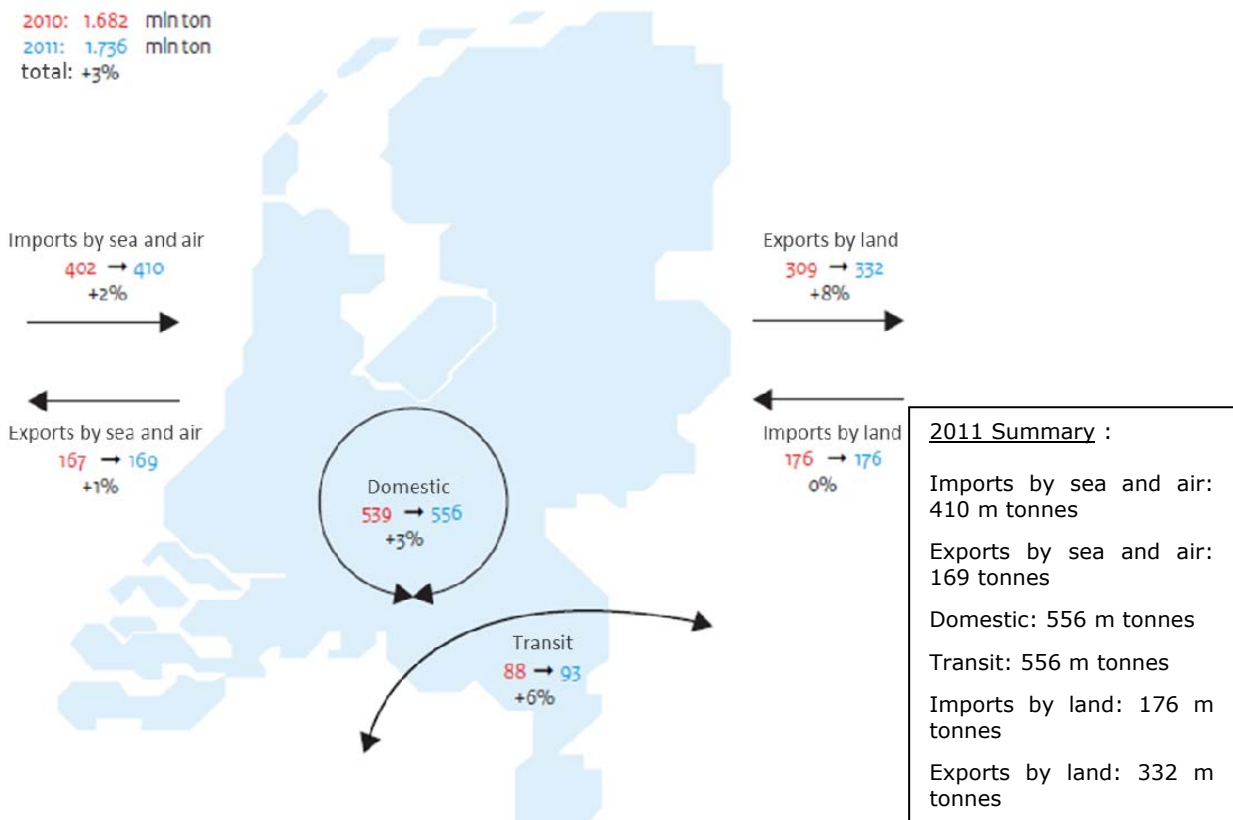 2010: 1.682 mln ton
2011: 1.736 mln ton
total: +3%
Imports by sea and air
402 → 410
+2%
Exports by land
309 → 332
+8%
Exports by sea and air
167 → 169
+1%
Imports by land
176 → 176
0%
Domestic
539 → 556
+3%
Transit
88 → 93
+6%
2011 Summary :
Imports by sea and air:
410 m tonnes
Exports by sea and air:
169 tonnes
Domestic: 556 m tonnes
Transit: 556 m tonnes
Imports by land: 176 m
tonnes
Exports by land: 332 m
tonnes